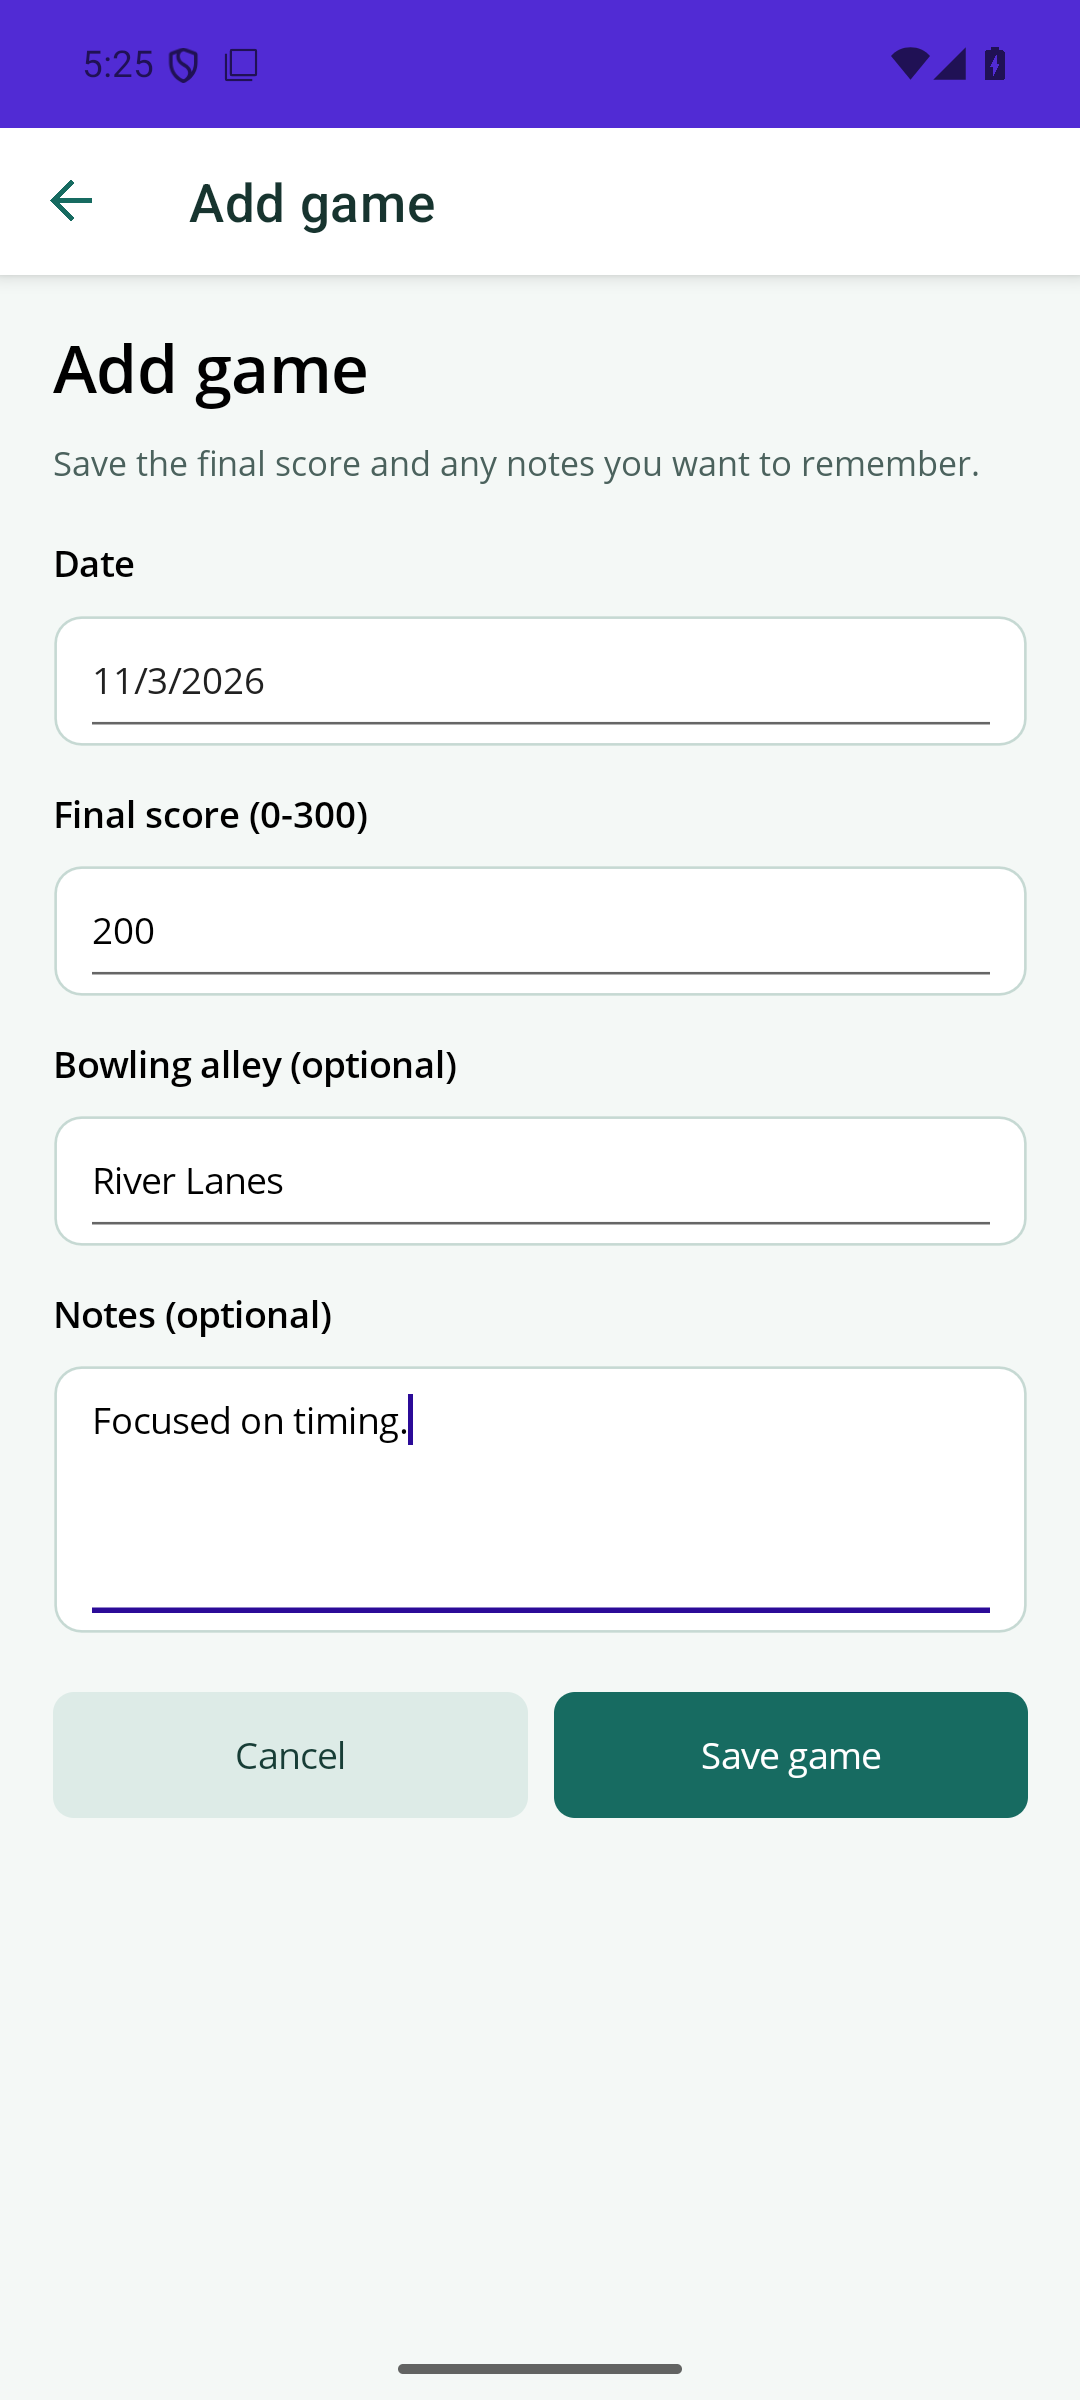 5:25
Add game
Add game
Save the final score and any notes you want to remember.
Date
11/3/2026
Final score (0-300)
200
Bowling alley (optional)
River Lanes
Notes (optional)
Focused on timing.
Cancel
Save game